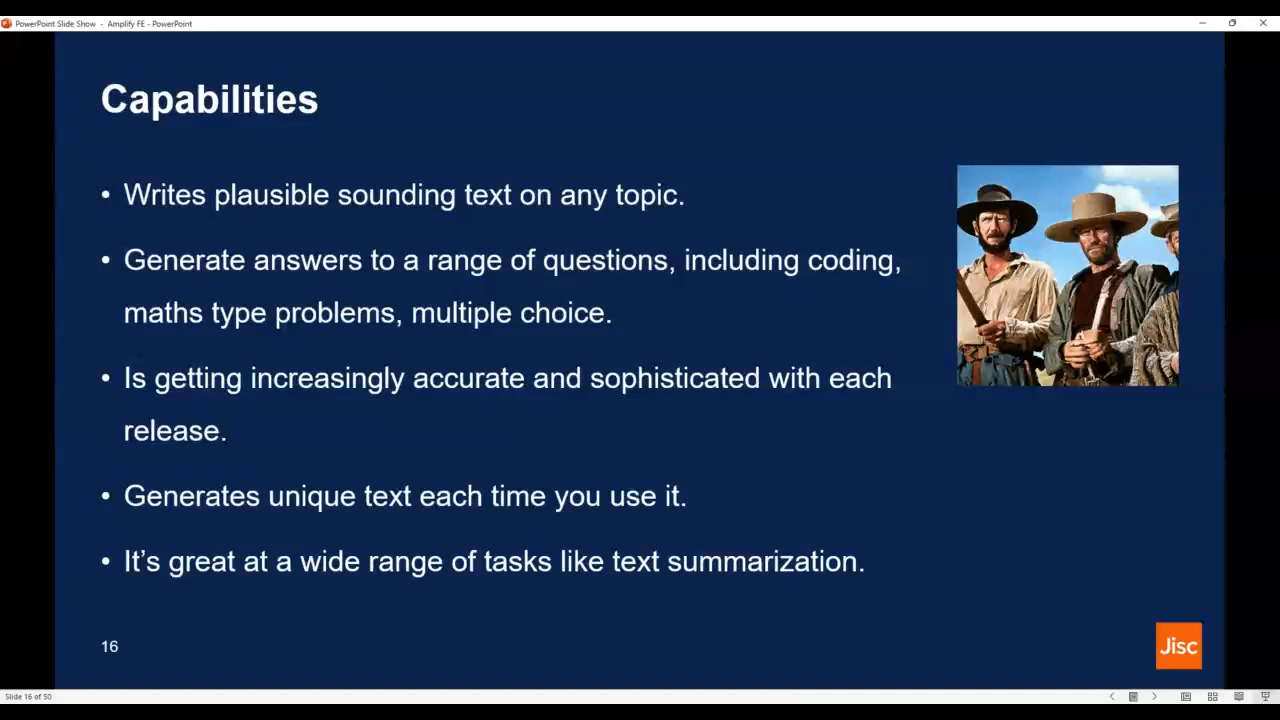 PowerPoint Slide Show - Amplify FE - PowerPoint
Capabilities
• Writes plausible sounding text on any topic.
• Generate answers to a range of questions, including coding,
maths type problems, multiple choice.
• Is getting increasingly accurate and sophisticated with each
release.
• Generates unique text each time you use it.
• It’s great at a wide range of tasks like text summarization.
16
Jisc
Slide 16 of 50